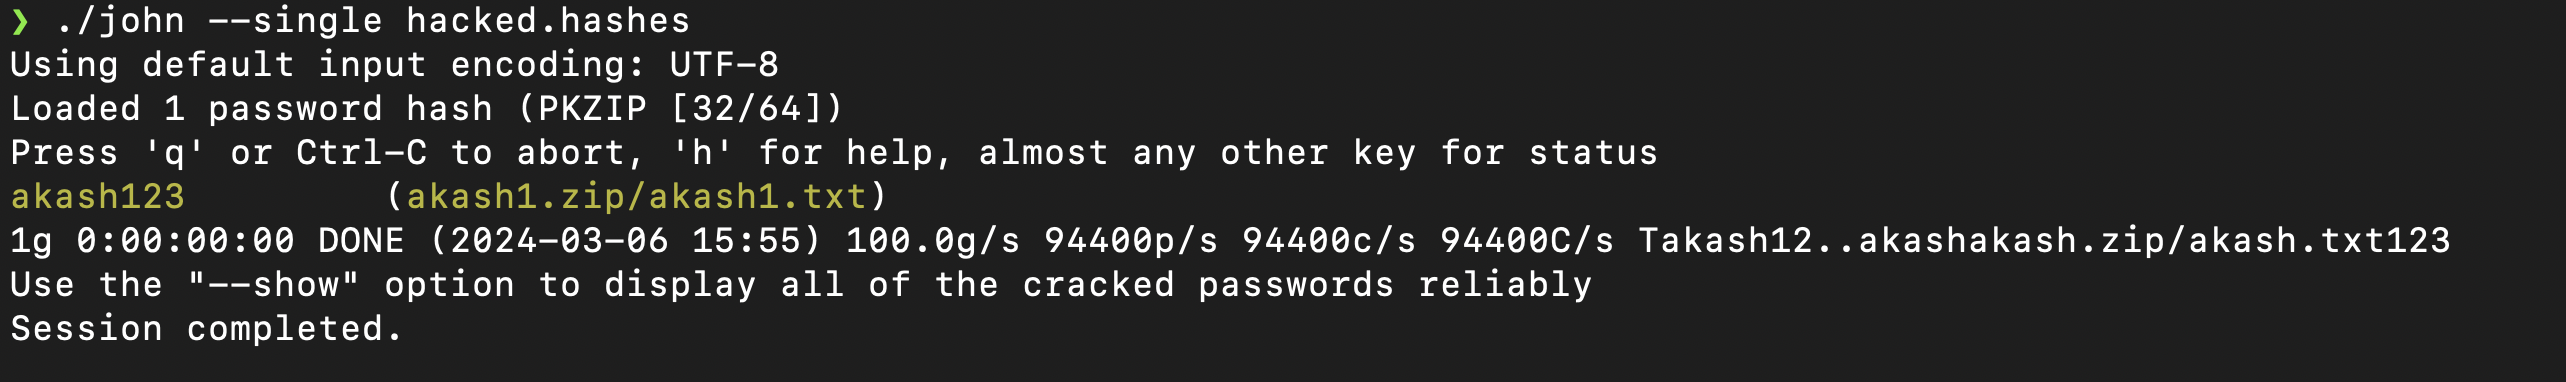 ❯ ./john --single hacked.hashes
Using default input encoding: UTF-8
Loaded 1 password hash (PKZIP [32/64])
Press 'q' or Ctrl-C to abort, 'h' for help, almost any other key for status
akash123         (akash1.zip/akash1.txt)
1g 0:00:00:00 DONE (2024-03-06 15:55) 100.0g/s 94400p/s 94400c/s 94400C/s Takash12..akashakash.zip/akash.txt123
Use the "--show" option to display all of the cracked passwords reliably
Session completed.